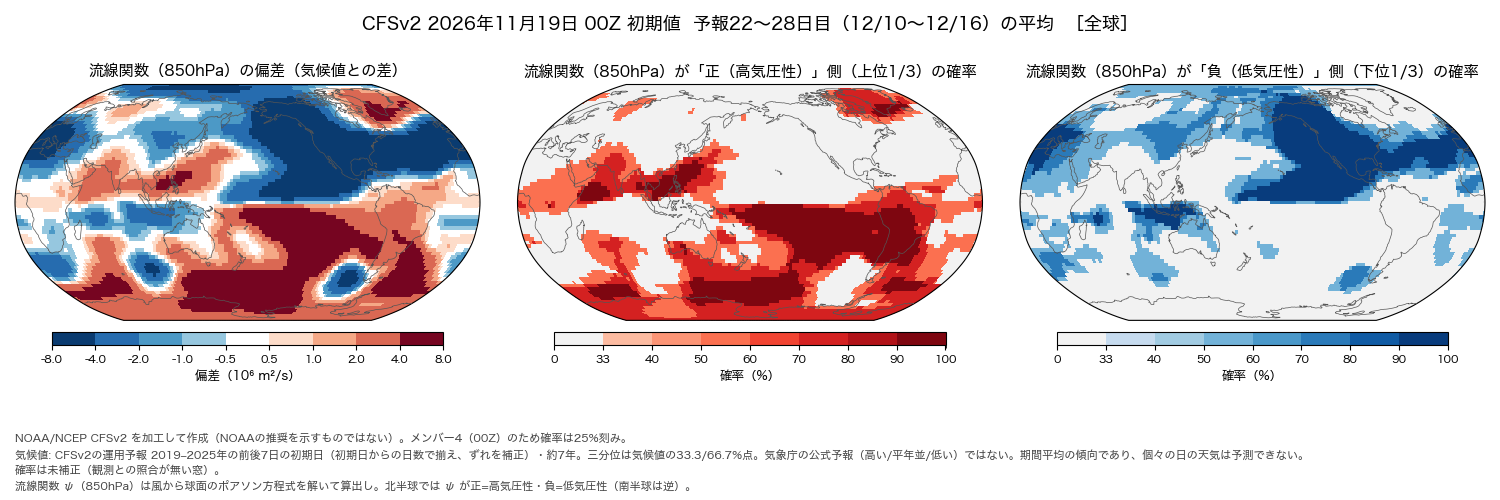 CFSv2 2026年11月19日 00Z 初期値 予報22～28日目（12/10～12/16）の平均 ［全球］
流線関数（850hPa）の偏差（気候値との差）
流線関数（850hPa）が「正（高気圧性）」側（上位1/3）の確率
流線関数（850hPa）が「負（低気圧性）」側（下位1/3）の確率
-8.0 -4.0 -2.0 -1.0 -0.5 0.5 1.0 2.0 4.0 8.0
偏差（10⁶ m²/s）
0 33 40 50 60 70 80 90 100
確率（%）
0 33 40 50 60 70 80 90 100
確率（%）
NOAA/NCEP CFSv2 を加工して作成（NOAAの推奨を示すものではない）。メンバー4（00Z）のため確率は25%刻み。
気候値: CFSv2の運用予報 2019–2025年の前後7日の初期日（初期日からの日数で揃え、ずれを補正）・約7年。三分位は気候値の33.3/66.7%点。気象庁の公式予報（高い/平年並/低い）ではない。期間平均の傾向であり、個々の日の天気は予測できない。
確率は未補正（観測との照合が無い窓）。
流線関数 ψ（850hPa）は風から球面のポアソン方程式を解いて算出し。北半球では ψ が正=高気圧性・負=低気圧性（南半球は逆）。